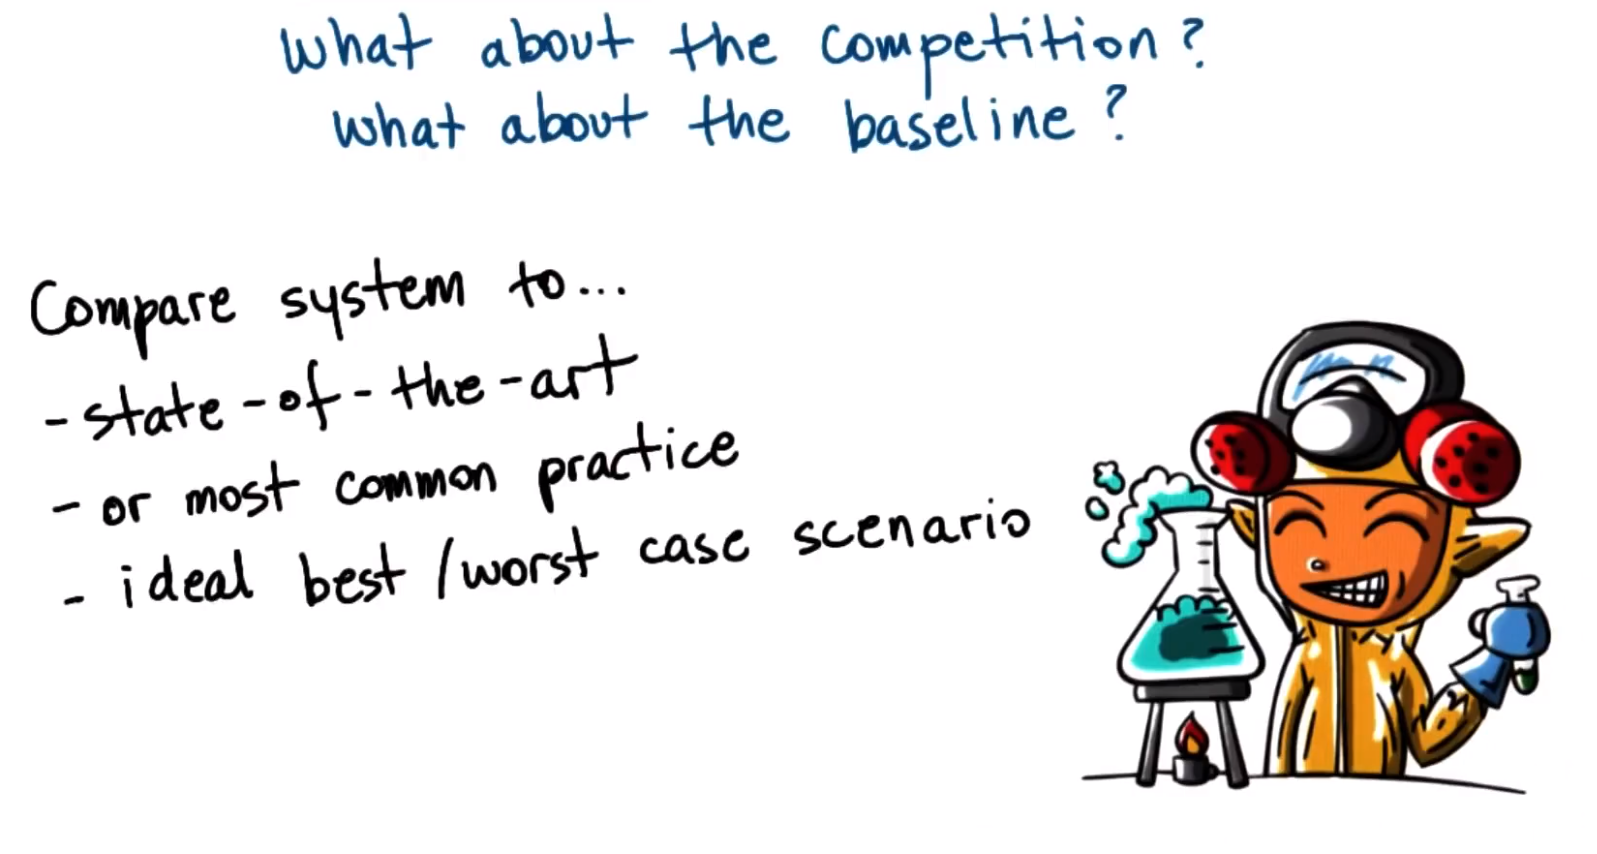 What about the competition?
What about the baseline?
Compare system to...
- state-of-the-art
- or most common practice
- ideal best/worst case scenario